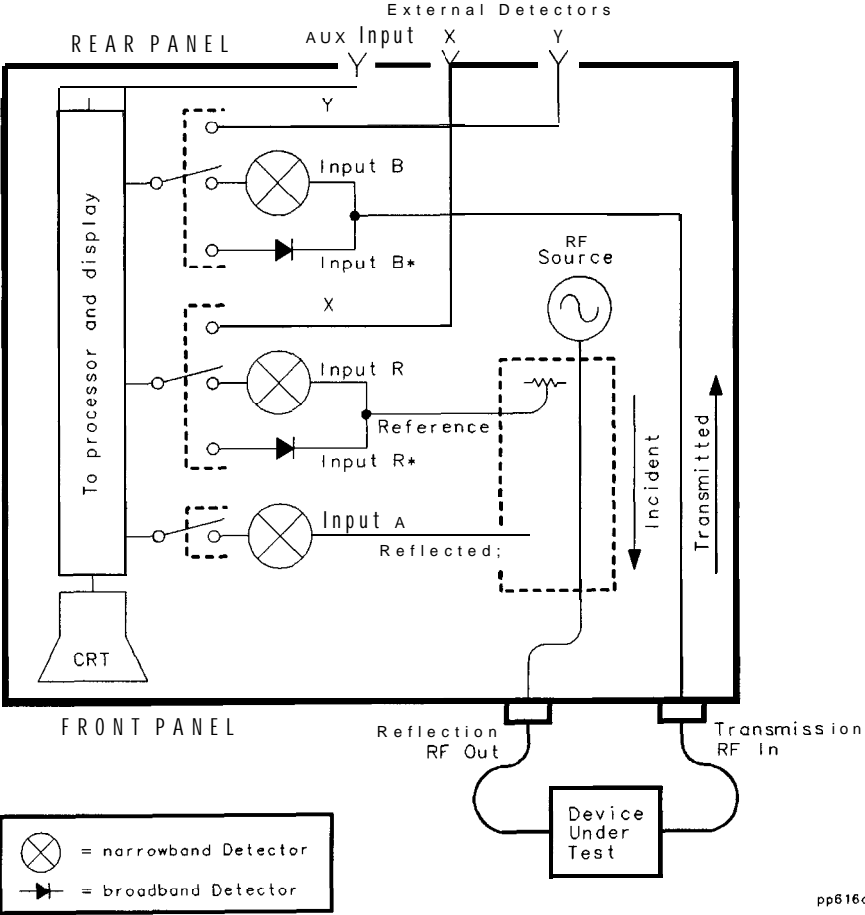 External Detectors
REAR PANEL
AUX Input
X
Y
Y
Input B
Input B*
RF
Source
X
Input R
Reference
Input R*
Input A
Reflected;
To processor and display
Incident
Transmitted
CRT
FRONT PANEL
Reflection
RF Out
Transmission
RF In
Device
Under
Test
= narrowband Detector
= broadband Detector